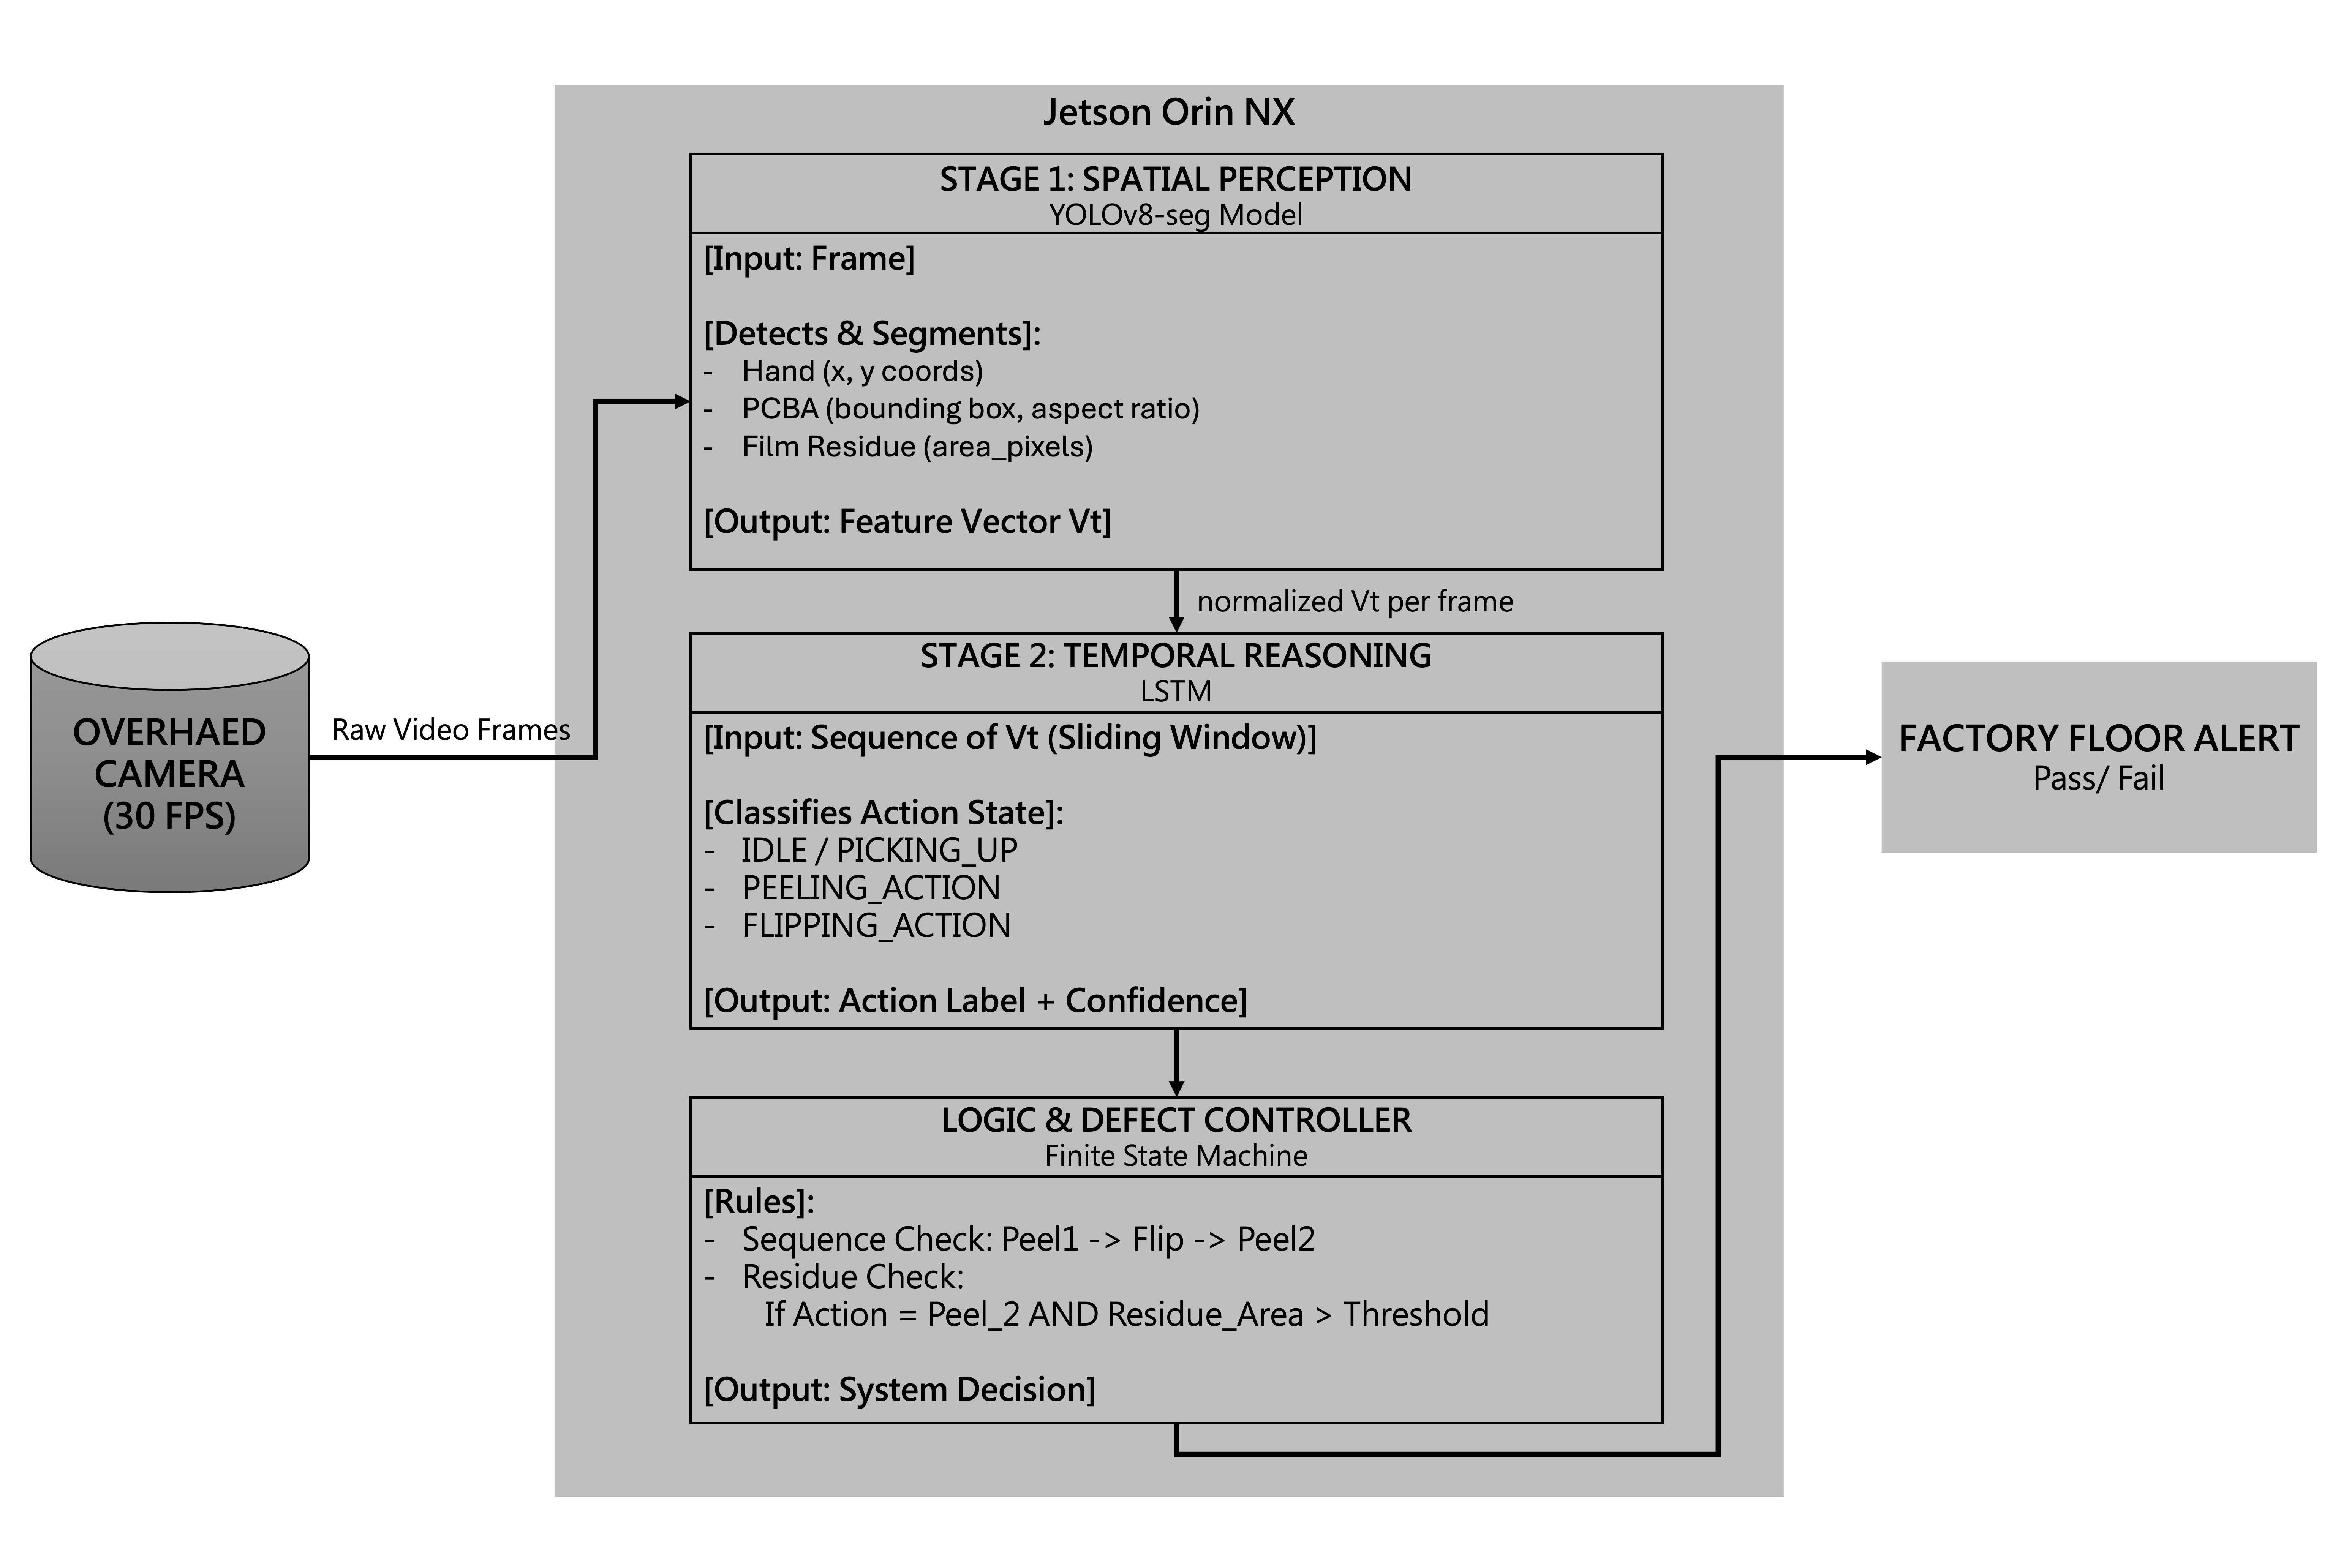 Jetson Orin NX
STAGE 1: SPATIAL PERCEPTION
YOLOv8-seg Model
[Input: Frame]
[Detects & Segments]:
- Hand (x, y coords)
- PCBA (bounding box, aspect ratio)
- Film Residue (area_pixels)
[Output: Feature Vector Vt]
normalized Vt per frame
OVERHAED
CAMERA
(30 FPS)
Raw Video Frames
STAGE 2: TEMPORAL REASONING
LSTM
[Input: Sequence of Vt (Sliding Window)]
[Classifies Action State]:
- IDLE / PICKING_UP
- PEELING_ACTION
- FLIPPING_ACTION
[Output: Action Label + Confidence]
LOGIC & DEFECT CONTROLLER
Finite State Machine
[Rules]:
- Sequence Check: Peel1 -> Flip -> Peel2
- Residue Check:
If Action = Peel_2 AND Residue_Area > Threshold
[Output: System Decision]
FACTORY FLOOR ALERT
Pass/ Fail